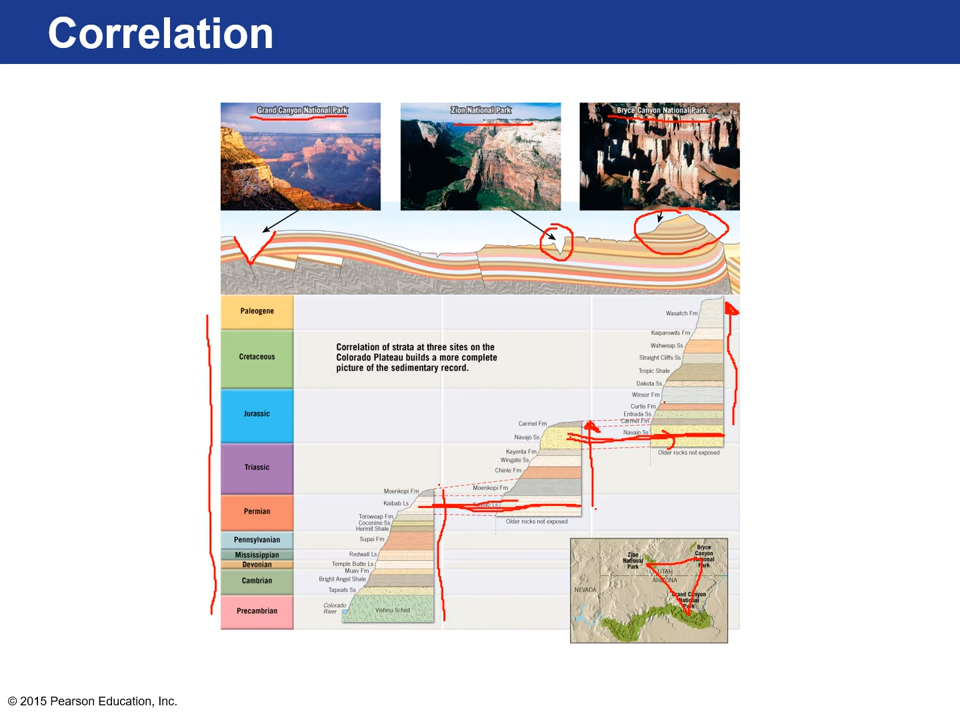 Correlation
Grand Canyon National Park
Zion National Park
Bryce Canyon National Park
Paleogene
Cretaceous
Jurassic
Triassic
Permian
Pennsylvanian
Mississippian
Devonian
Cambrian
Precambrian
Correlation of strata at three sites on the
Colorado Plateau builds a more complete
picture of the sedimentary record.
Wasatch Fm
Kaiparowits Fm
Wahweap Ss
Straight Cliffs Ss
Tropic Shale
Dakota Ss
Winsor Fm
Curtis Fm
Entrada Ss
Carmel Fm
Navajo Ss
Older rocks not exposed
Carmel Fm
Navajo Ss
Kayenta Fm
Wingate Ss
Chinle Fm
Moenkopi Fm
Older rocks not exposed
Moenkopi Fm
Kaibab Ls
Toroweap Fm
Coconino Ss
Hermit Shale
Supai Fm
Redwall Ls
Temple Butte Ls
Muav Fm
Bright Angel Shale
Tapeats Ss
Colorado
River
Vishnu Schist
Zion
National
Park
Bryce
Canyon
National
Park
UTAH
ARIZONA
NEVADA
Grand Canyon
National
Park
© 2015 Pearson Education, Inc.